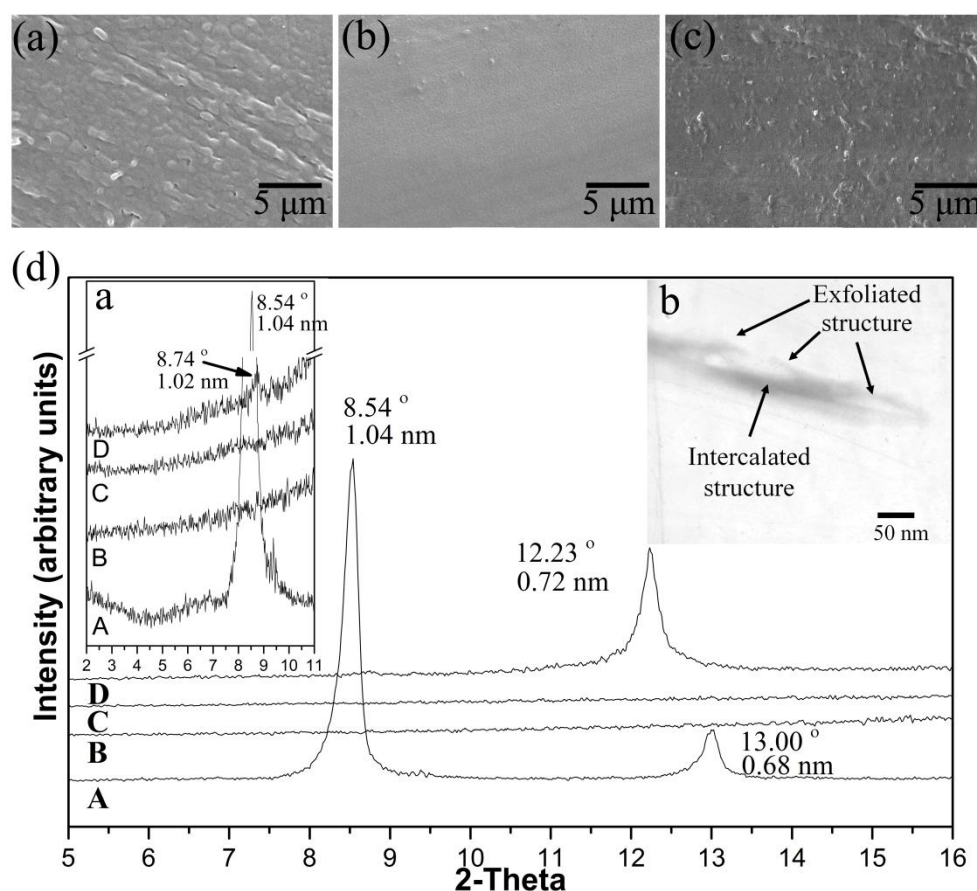 (a)
(b)
(c)
5 μm
5 μm
5 μm
(d)
a
8.54 °
1.04 nm
8.74 °
1.02 nm
D
C
B
A
2 3 4 5 6 7 8 9 10 11
b
Exfoliated
structure
Intercalated
structure
50 nm
8.54 °
1.04 nm
12.23 °
0.72 nm
13.00 °
0.68 nm
D
C
B
A
Intensity (arbitrary units)
5 6 7 8 9 10 11 12 13 14 15 16
2-Theta